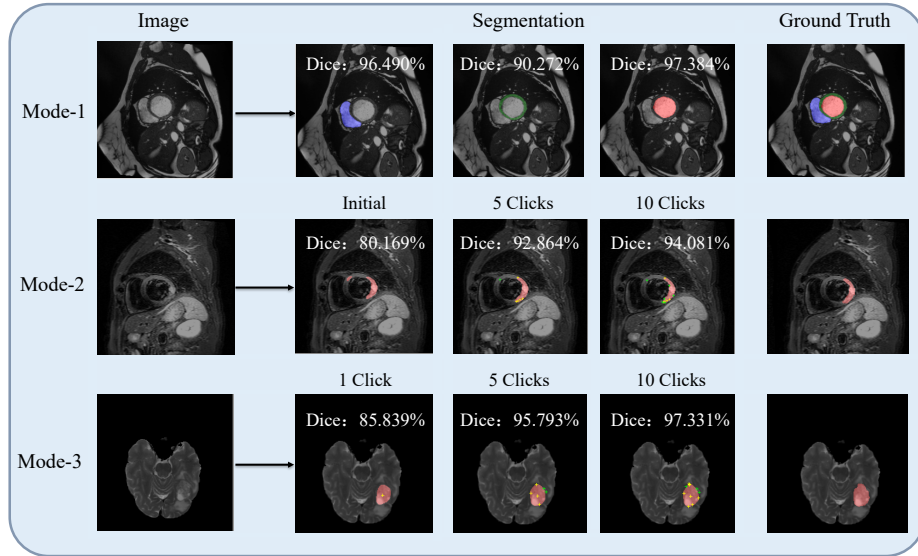 Image Segmentation Ground Truth
Mode-1 Dice：96.490% Dice：90.272% Dice：97.384%
Initial 5 Clicks 10 Clicks
Mode-2 Dice：80.169% Dice：92.864% Dice：94.081%
1 Click 5 Clicks 10 Clicks
Mode-3 Dice：85.839% Dice：95.793% Dice：97.331%